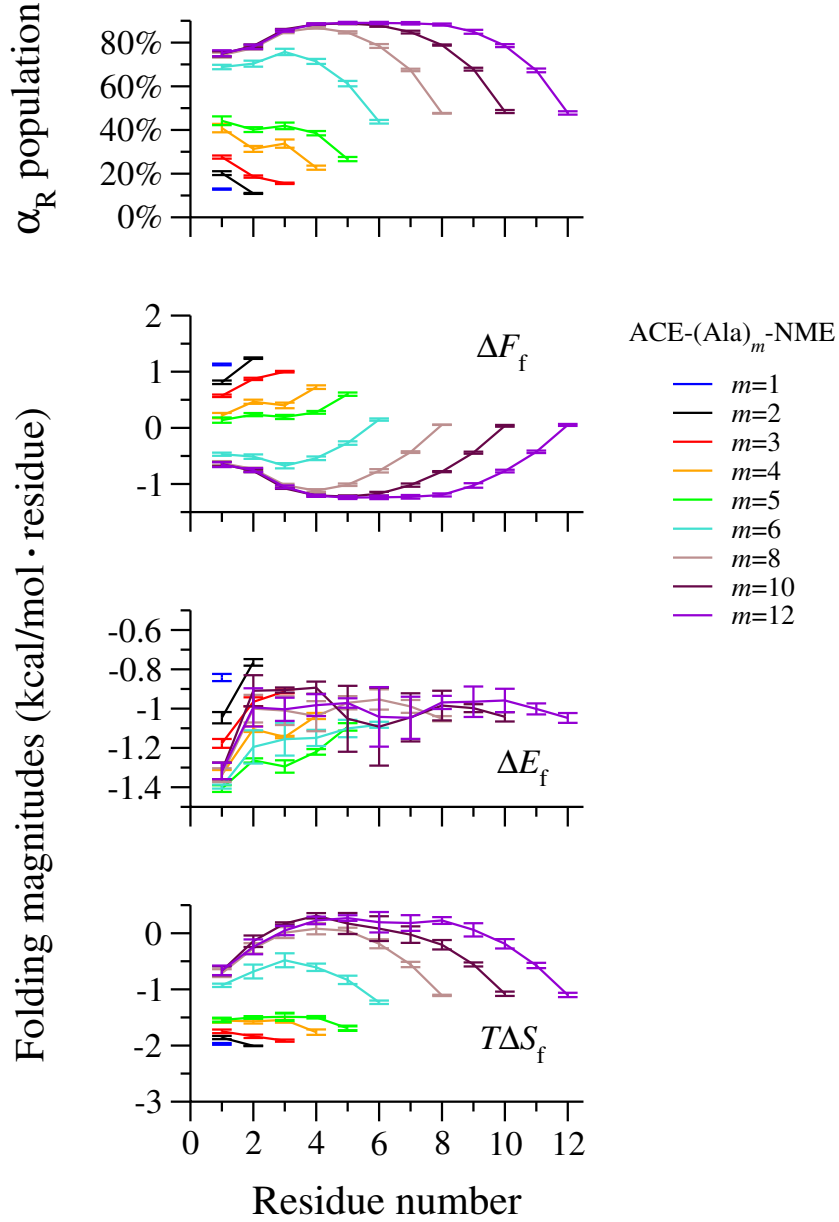 α_R population
80%
60%
40%
20%
0%
Folding magnitudes (kcal/mol · residue)
2
1
0
-1
ΔF_f
ACE-(Ala)_m-NME
m=1
m=2
m=3
m=4
m=5
m=6
m=8
m=10
m=12
-0.6
-0.8
-1
-1.2
-1.4
ΔE_f
0
-1
-2
-3
TΔS_f
0
2
4
6
8
10
12
Residue number